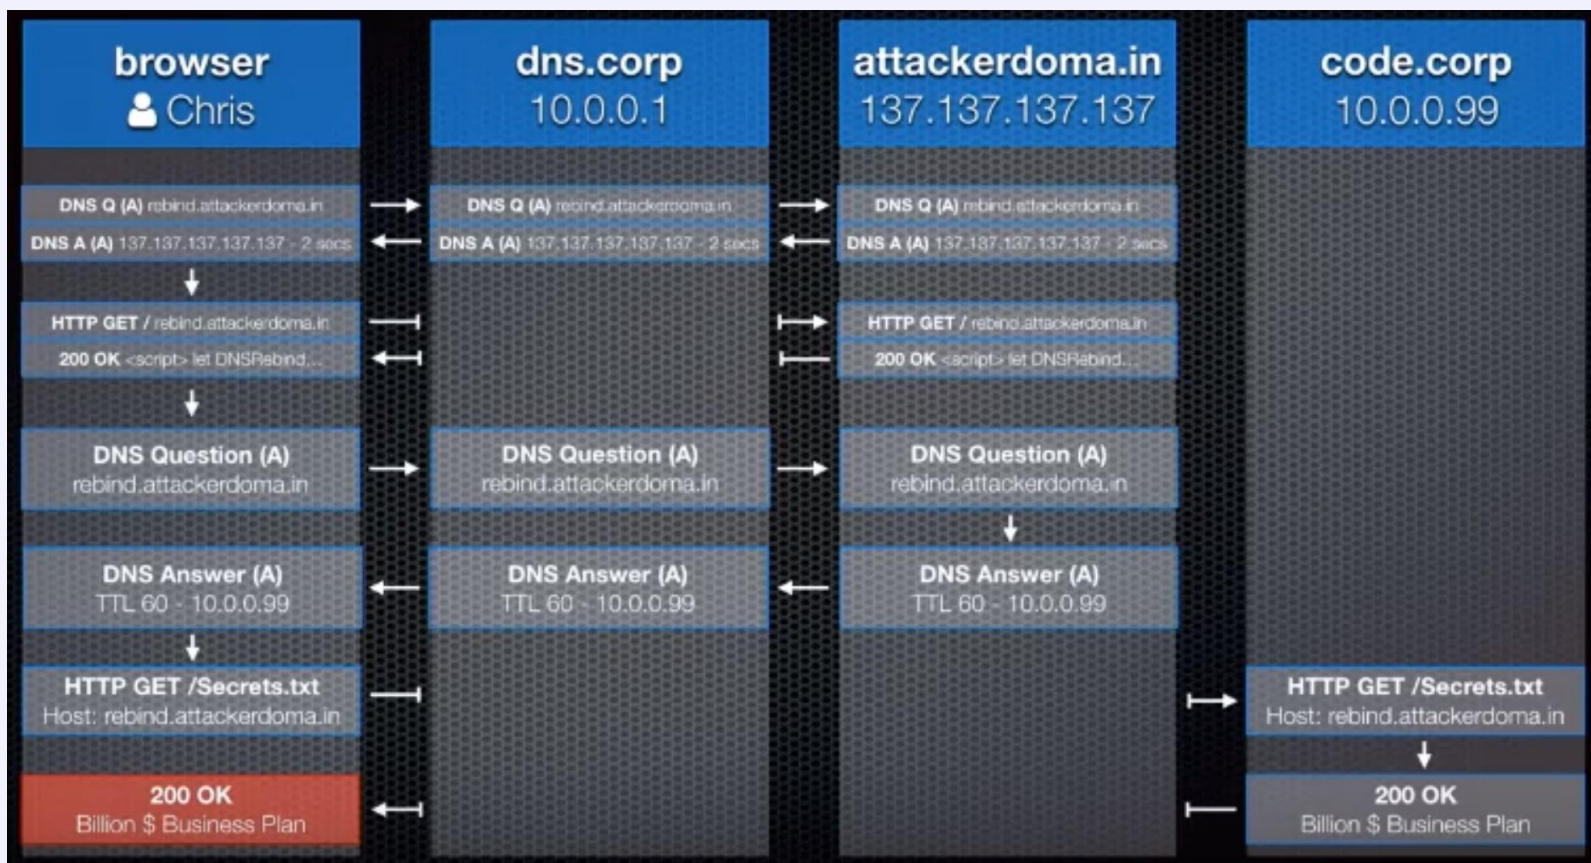 browser
Chris
dns.corp
10.0.0.1
attackerdoma.in
137.137.137.137
code.corp
10.0.0.99
DNS Q (A) rebind.attackerdoma.in
DNS Q (A) rebind.attackerdoma.in
DNS Q (A) rebind.attackerdoma.in
DNS A (A) 137.137.137.137.137 - 2 secs
DNS A (A) 137.137.137.137.137 - 2 secs
DNS A (A) 137.137.137.137.137 - 2 secs
HTTP GET / rebind.attackerdoma.in
HTTP GET / rebind.attackerdoma.in
200 OK <script> let DNSRebind...
200 OK <script> let DNSRebind...
DNS Question (A)
rebind.attackerdoma.in
DNS Question (A)
rebind.attackerdoma.in
DNS Question (A)
rebind.attackerdoma.in
DNS Answer (A)
TTL 60 - 10.0.0.99
DNS Answer (A)
TTL 60 - 10.0.0.99
DNS Answer (A)
TTL 60 - 10.0.0.99
HTTP GET /Secrets.txt
Host: rebind.attackerdoma.in
HTTP GET /Secrets.txt
Host: rebind.attackerdoma.in
200 OK
Billion $ Business Plan
200 OK
Billion $ Business Plan